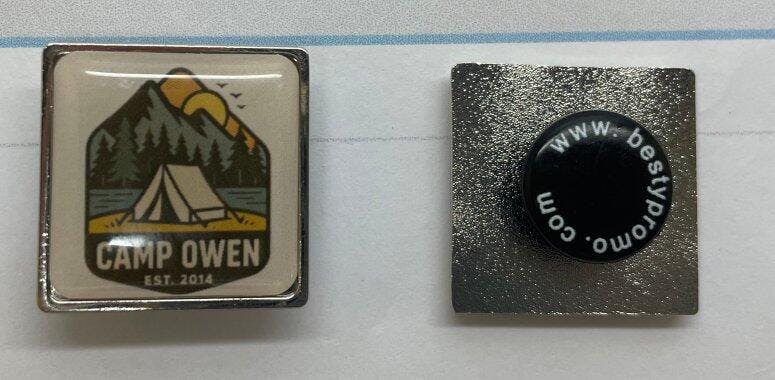 CAMP OWEN
EST. 2014
www.bestypromo.com